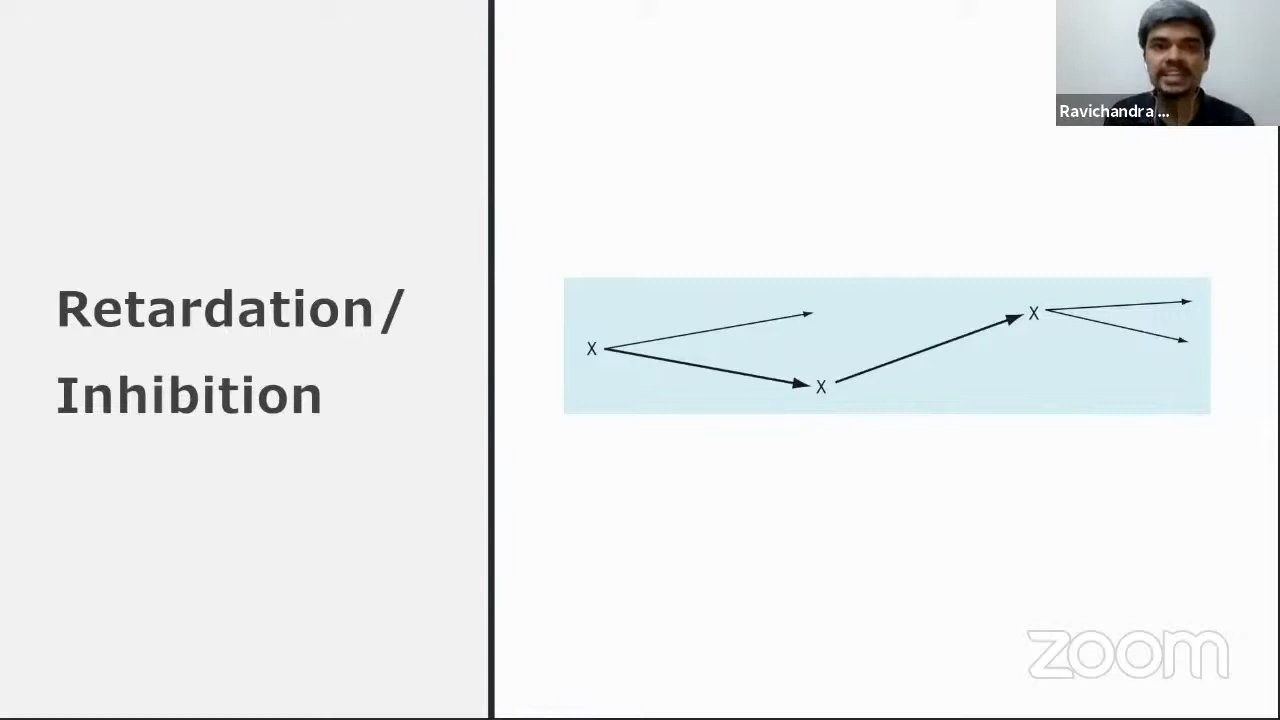 Ravichandra ...
Retardation/
Inhibition
X
X
X
zoom